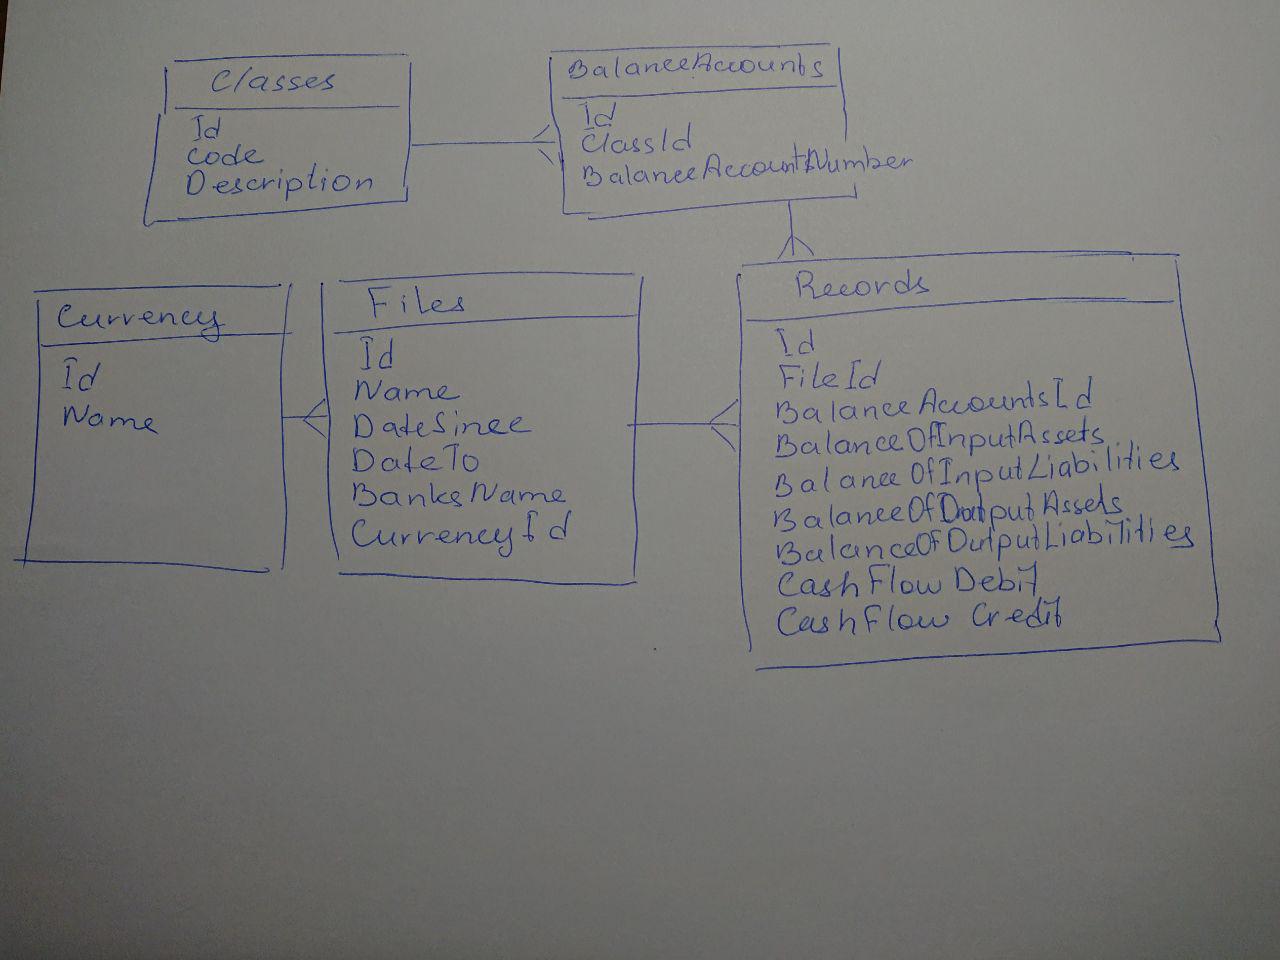 Classes
Id
Code
Description
BalanceAccounts
Id
ClassId
BalanceAccountsNumber
Currency
Id
Name
Files
Id
Name
DateSince
DateTo
BanksName
CurrencyId
Records
Id
FileId
BalanceAccountsId
BalanceOfInputAssets
BalanceOfInputLiabilities
BalanceOfOutputAssets
BalanceOfOutputLiabilities
CashFlowDebit
CashFlow Credit